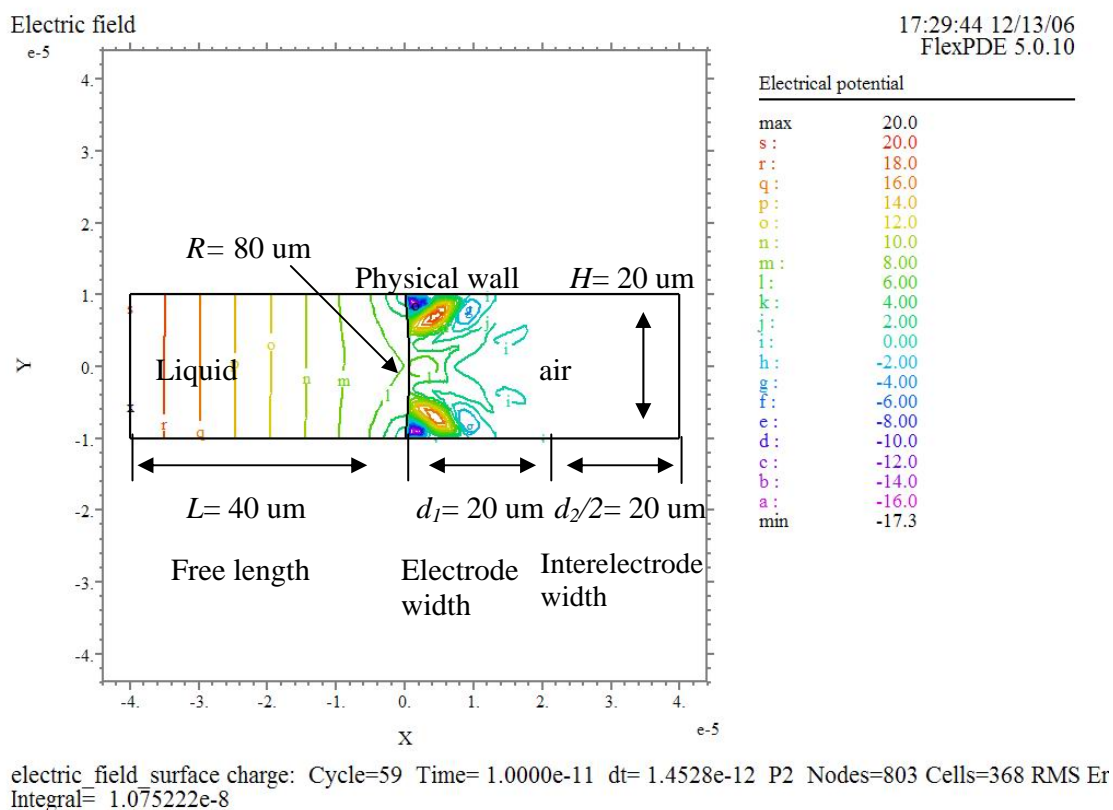 Electric field
17:29:44 12/13/06
FlexPDE 5.0.10
e-5
4.
3.
2.
1.
0.
-1.
-2.
-3.
-4.
Y
R= 80 um
Physical wall
H= 20 um
Liquid
air
s
x
r
q
o
n
m
l
g
j
i
i
i
g
L= 40 um
d1= 20 um
d2/2= 20 um
Free length
Electrode
width
Interelectrode
width
-4. -3. -2. -1. 0. 1. 2. 3. 4.
e-5
X
Electrical potential
max 20.0
s : 20.0
r : 18.0
q : 16.0
p : 14.0
o : 12.0
n : 10.0
m : 8.00
l : 6.00
k : 4.00
j : 2.00
i : 0.00
h : -2.00
g : -4.00
f : -6.00
e : -8.00
d : -10.0
c : -12.0
b : -14.0
a : -16.0
min -17.3
electric_field_surface charge: Cycle=59 Time= 1.0000e-11 dt= 1.4528e-12 P2 Nodes=803 Cells=368 RMS Er
Integral= 1.075222e-8